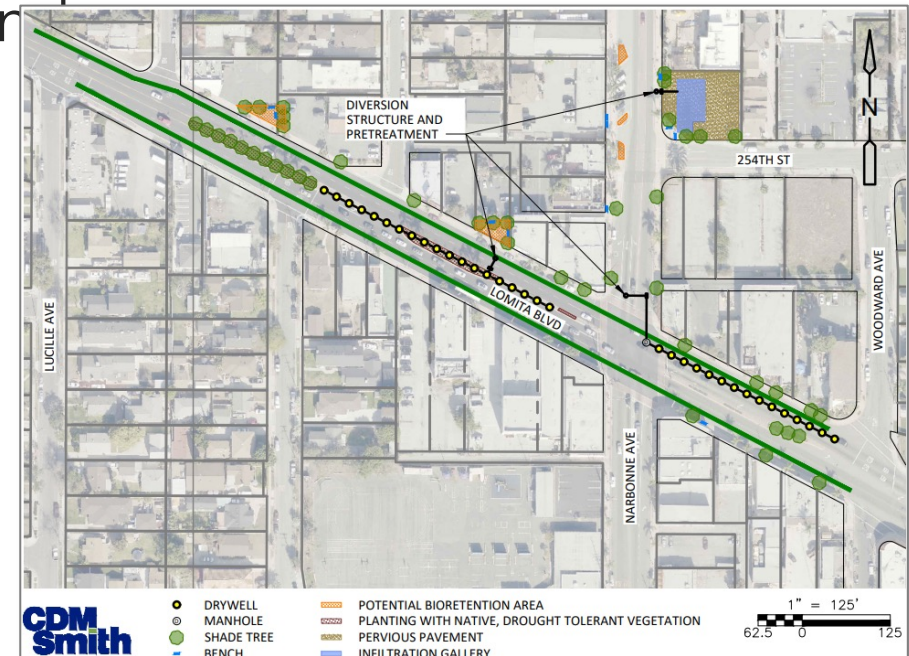 DIVERSION
STRUCTURE AND
PRETREATMENT
N
254TH ST
WOODWARD AVE
LUCILLE AVE
LOMITA BLVD
NARBONNE AVE
CDM
Smith
DRYWELL
MANHOLE
SHADE TREE
BENCH
POTENTIAL BIORETENTION AREA
PLANTING WITH NATIVE, DROUGHT TOLERANT VEGETATION
PERVIOUS PAVEMENT
INFILTRATION GALLERY
1" = 125'
62.5 0 125